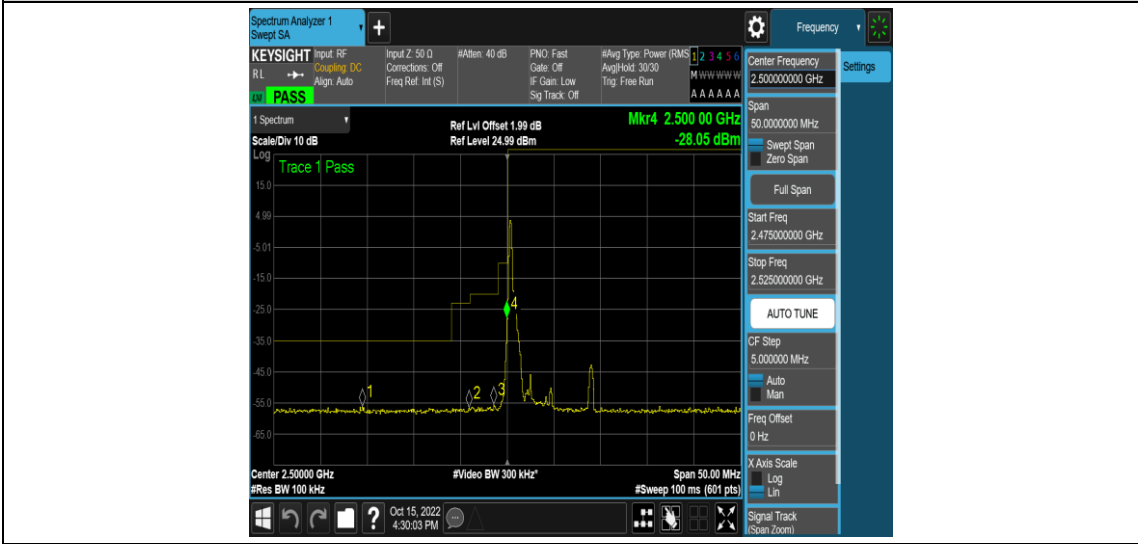 Spectrum Analyzer 1
Swept SA
+
Frequency
KEYSIGHT
RL
LNI PASS
Input: RF
Coupling: DC
Align: Auto
Input Z: 50 Ω
Corrections: Off
Freq Ref: Int (S)
#Atten: 40 dB
PNO: Fast
Gate: Off
IF Gain: Low
Sig Track: Off
#Avg Type: Power (RMS
Avg|Hold: 30/30
Trig: Free Run
1 2 3 4 5 6
M W W W W W
A A A A A A
1 Spectrum
Scale/Div 10 dB
Ref Lvl Offset 1.99 dB
Ref Level 24.99 dBm
Mkr4 2.500 00 GHz
-28.05 dBm
Log
Trace 1 Pass
15.0
4.99
-5.01
-15.0
-25.0
-35.0
-45.0
-55.0
-65.0
4
1
2
3
Center 2.50000 GHz
#Res BW 100 kHz
#Video BW 300 kHz*
Span 50.00 MHz
#Sweep 100 ms (601 pts)
?
Oct 15, 2022
4:30:03 PM
Center Frequency
2.500000000 GHz
Settings
Span
50.0000000 MHz
Swept Span
Zero Span
Full Span
Start Freq
2.475000000 GHz
Stop Freq
2.525000000 GHz
AUTO TUNE
CF Step
5.000000 MHz
Auto
Man
Freq Offset
0 Hz
X Axis Scale
Log
Lin
Signal Track
(Span Zoom)